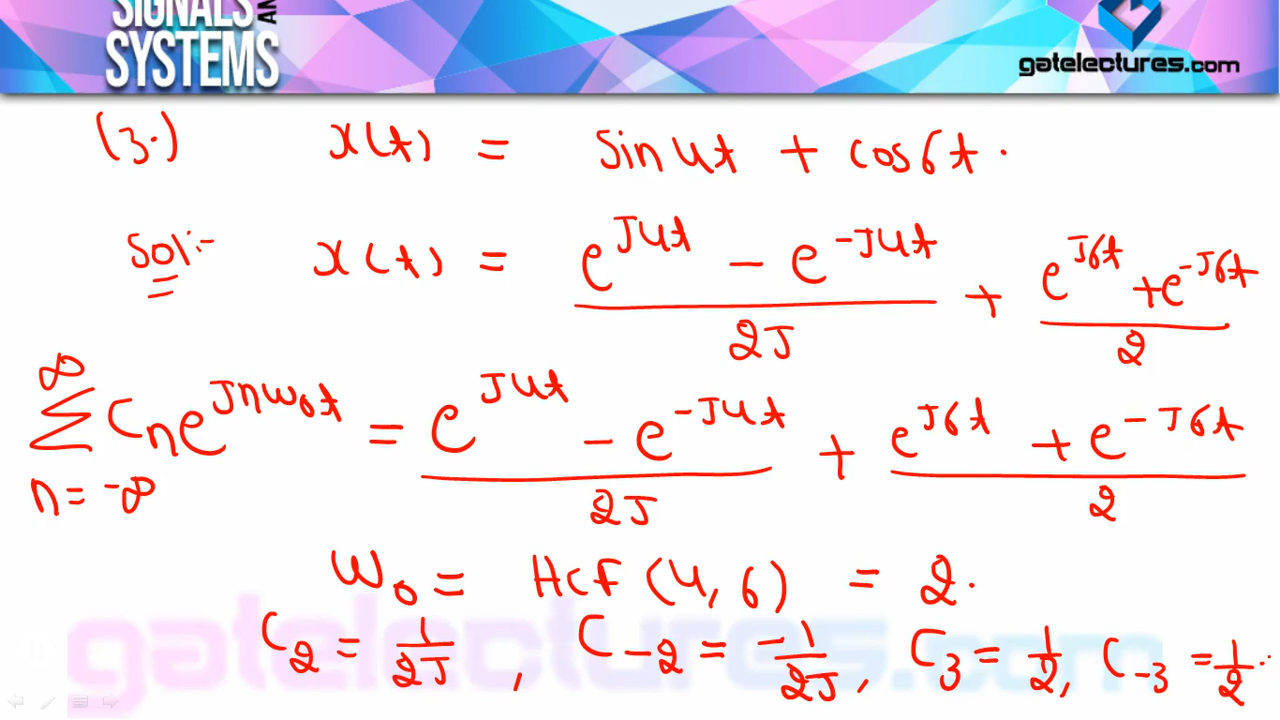 SIGNALS AN
SYSTEMS
gatelectures.com
(3.) x(t) = sin4t + cos6t.
Sol:- x(t) = e^{J4t} - e^{-J4t} / 2J + e^{J6t} + e^{-J6t} / 2
∞ ∑ n=-∞ Cn e^{Jnω0t} = e^{J4t} - e^{-J4t} / 2J + e^{J6t} + e^{-J6t} / 2
ω0 = HCF(4,6) = 2.
C2 = 1/2J, C-2 = -1/2J, C3 = 1/2, C-3 = 1/2.
gatelectures.com